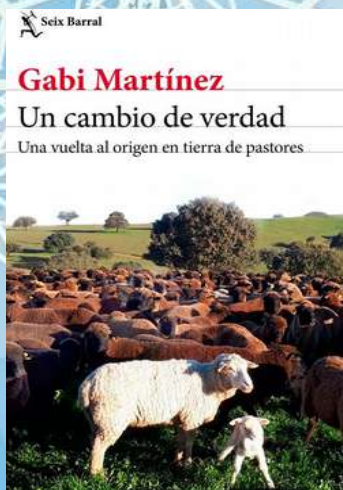 Seix Barral
Gabi Martínez
Un cambio de verdad
Una vuelta al origen en tierra de pastores